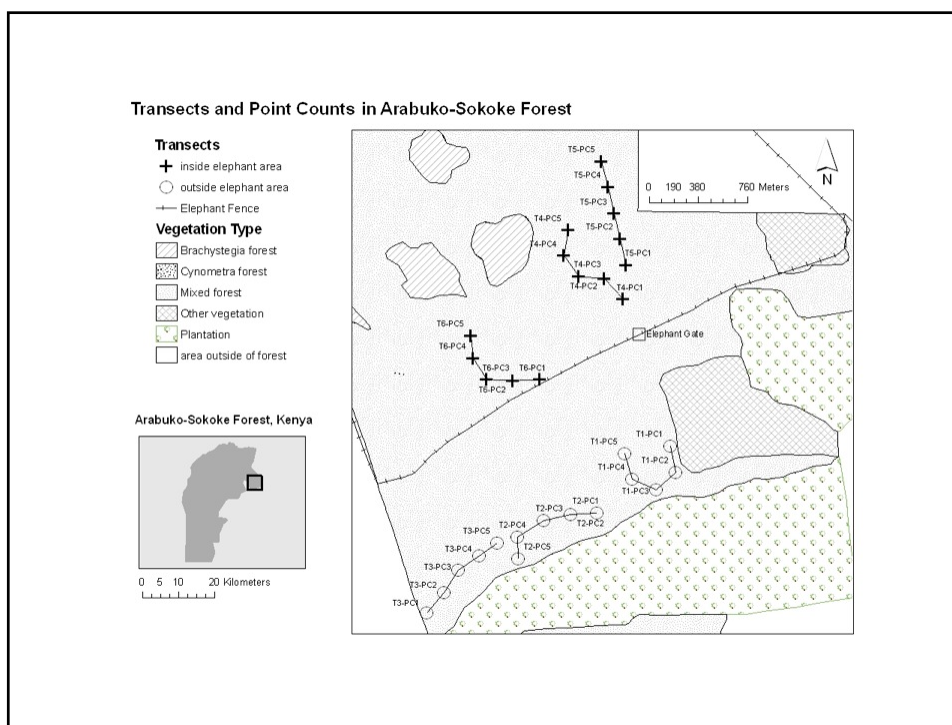 Transects and Point Counts in Arabuko-Sokoke Forest
Transects
inside elephant area
outside elephant area
Elephant Fence
Vegetation Type
Brachystegia forest
Cynometra forest
Mixed forest
Other vegetation
Plantation
area outside of forest
Arabuko-Sokoke Forest, Kenya
0 5 10 20 Kilometers
T5-PC5
T5-PC4
T5-PC3
T5-PC2
T5-PC1
0 190 380 760 Meters
N
T4-PC5
T4-PC4
T4-PC3
T4-PC2
T4-PC1
Elephant Gate
T6-PC5
T6-PC4
T6-PC3
T6-PC1
T6-PC2
T1-PC5
T1-PC1
T1-PC4
T1-PC2
T1-PC3
T2-PC3
T2-PC1
T2-PC4
T2-PC2
T2-PC5
T3-PC5
T3-PC4
T3-PC3
T3-PC2
T3-PC1